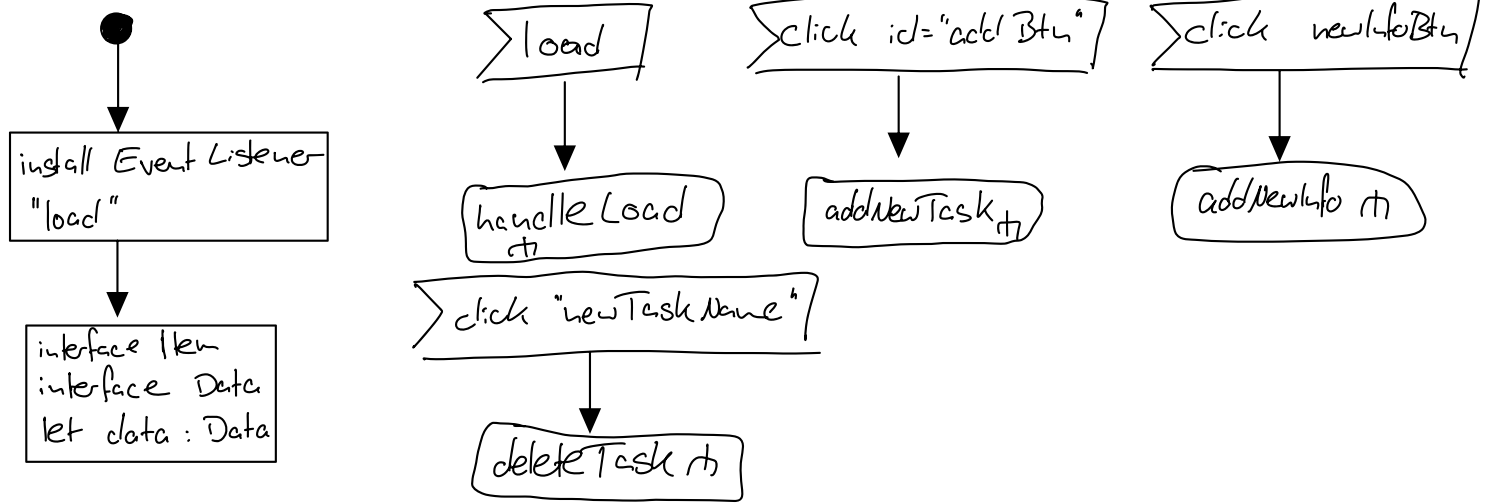 install Event Listener
"load"
interface Item
interface Data
let data : Data
load
handleLoad
click id="addBtn"
addNewTask
click newInfoBtn
addNewInfo
click "newTaskName"
deleteTask